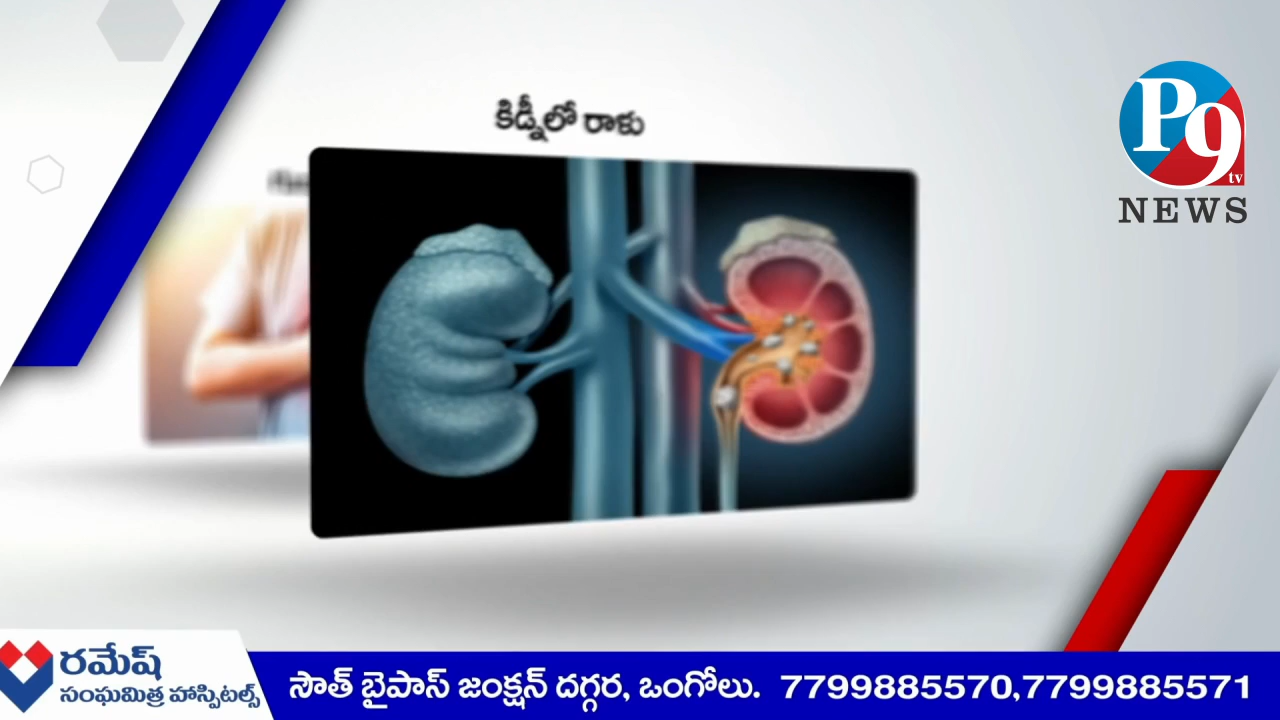 కిడ్నీలో రాళు
P9
tv
NEWS
రమేష్
సంఘమిత్ర హాస్పిటల్స్
సౌత్ బైపాస్ జంక్షన్ దగ్గర, ఒంగోలు. 7799885570,7799885571